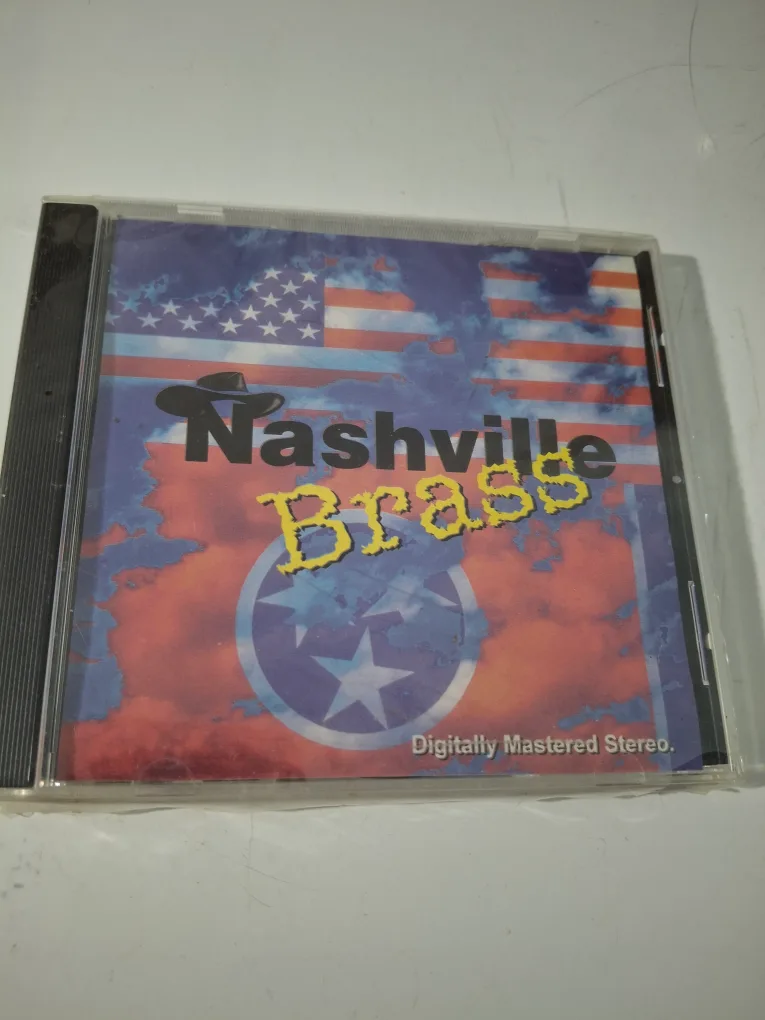 Nashville
Brass
Digitally Mastered Stereo.